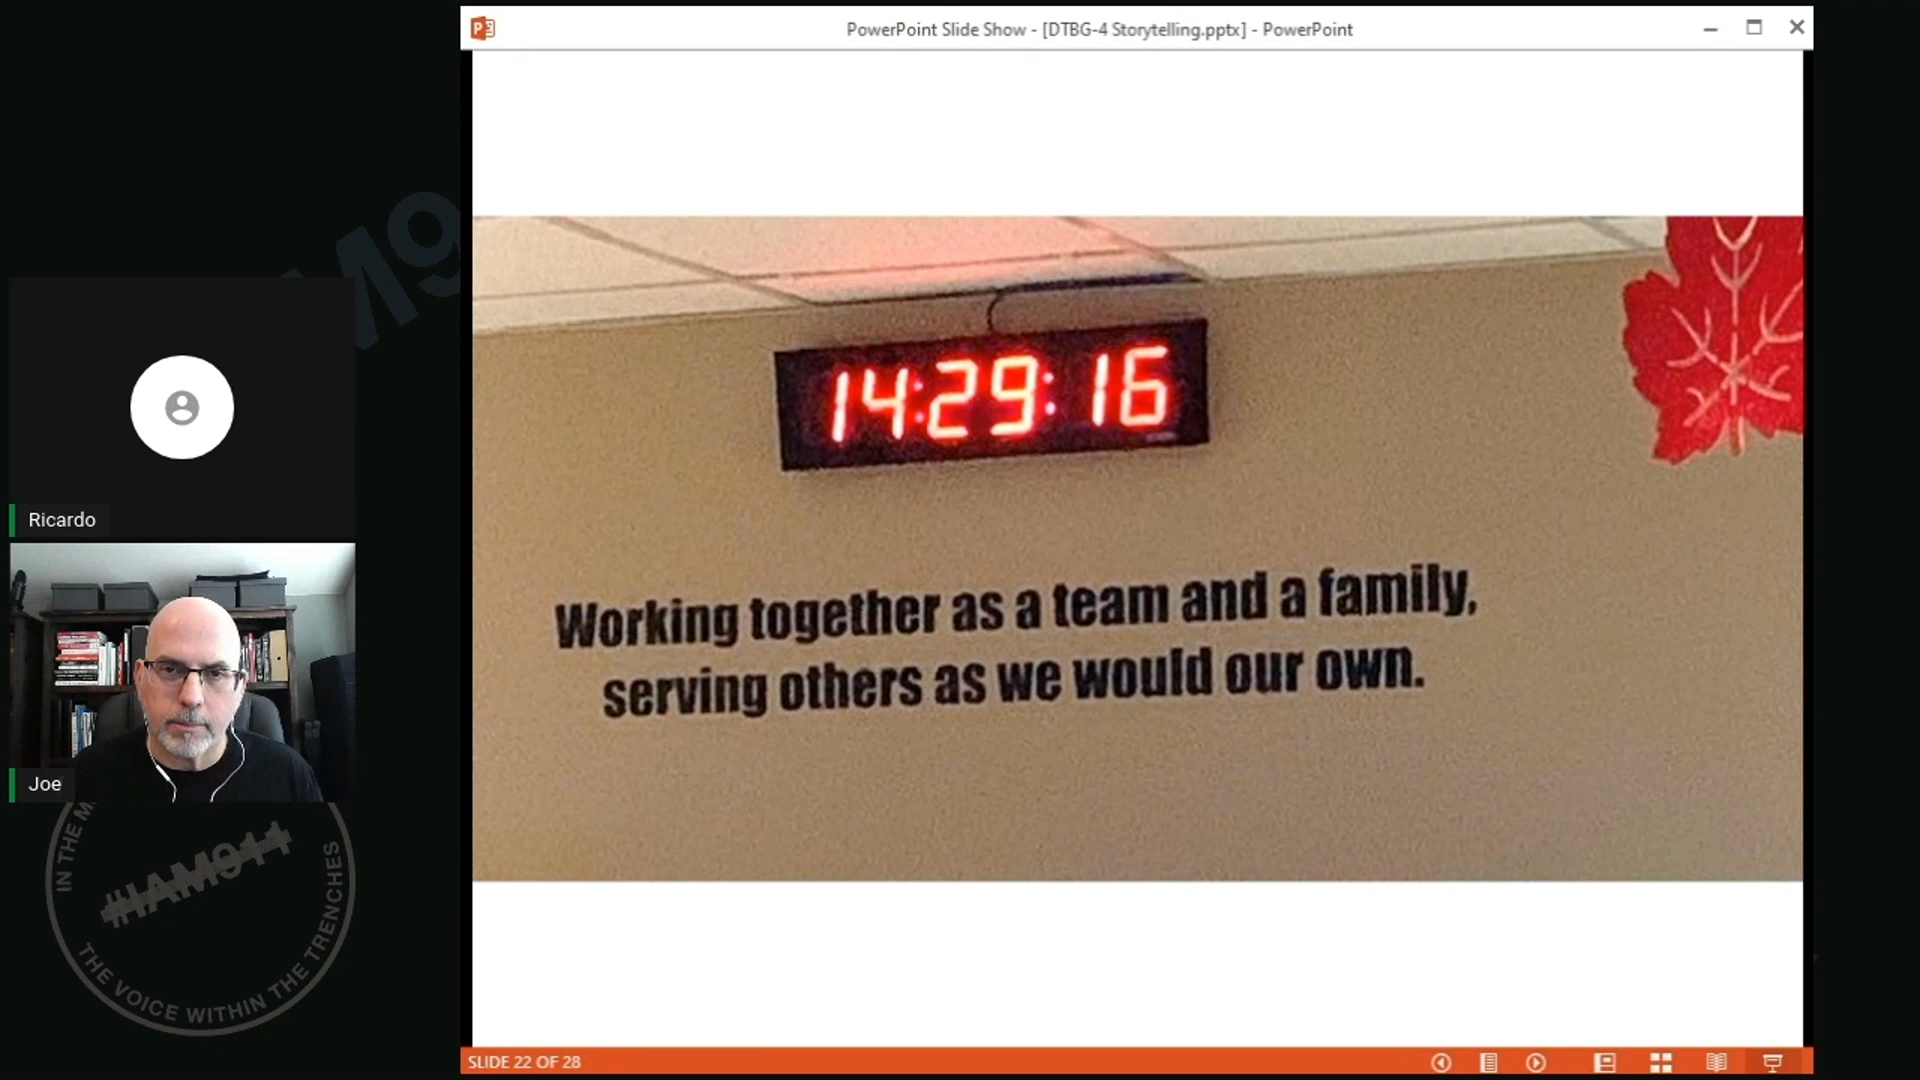 PowerPoint Slide Show - [DTBG-4 Storytelling.pptx] - PowerPoint
14:29:16
Working together as a team and a family,
serving others as we would our own.
Ricardo
Joe
IN THE M
#IAM911
THE VOICE WITHIN THE TRENCHES
M9
SLIDE 22 OF 28